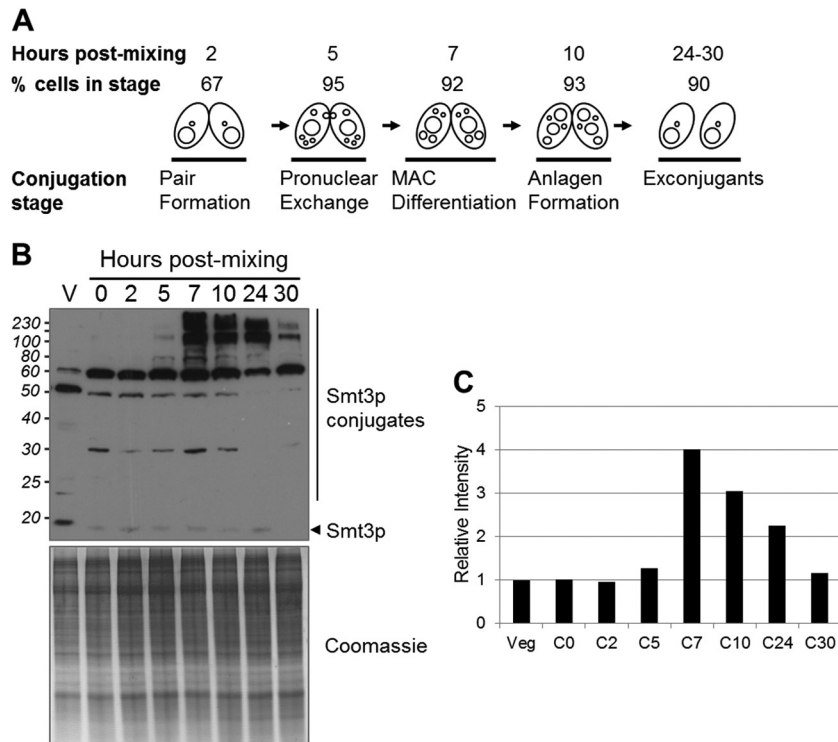 A
Hours post-mixing 2 5 7 10 24-30
% cells in stage 67 95 92 93 90
Conjugation stage
Pair Formation
Pronuclear Exchange
MAC Differentiation
Anlagen Formation
Exconjugants
B
Hours post-mixing
V 0 2 5 7 10 24 30
230
100
80
60
50
40
30
25
20
Smt3p conjugates
Smt3p
Coomassie
C
Relative Intensity
5
4
3
2
1
0
Veg C0 C2 C5 C7 C10 C24 C30